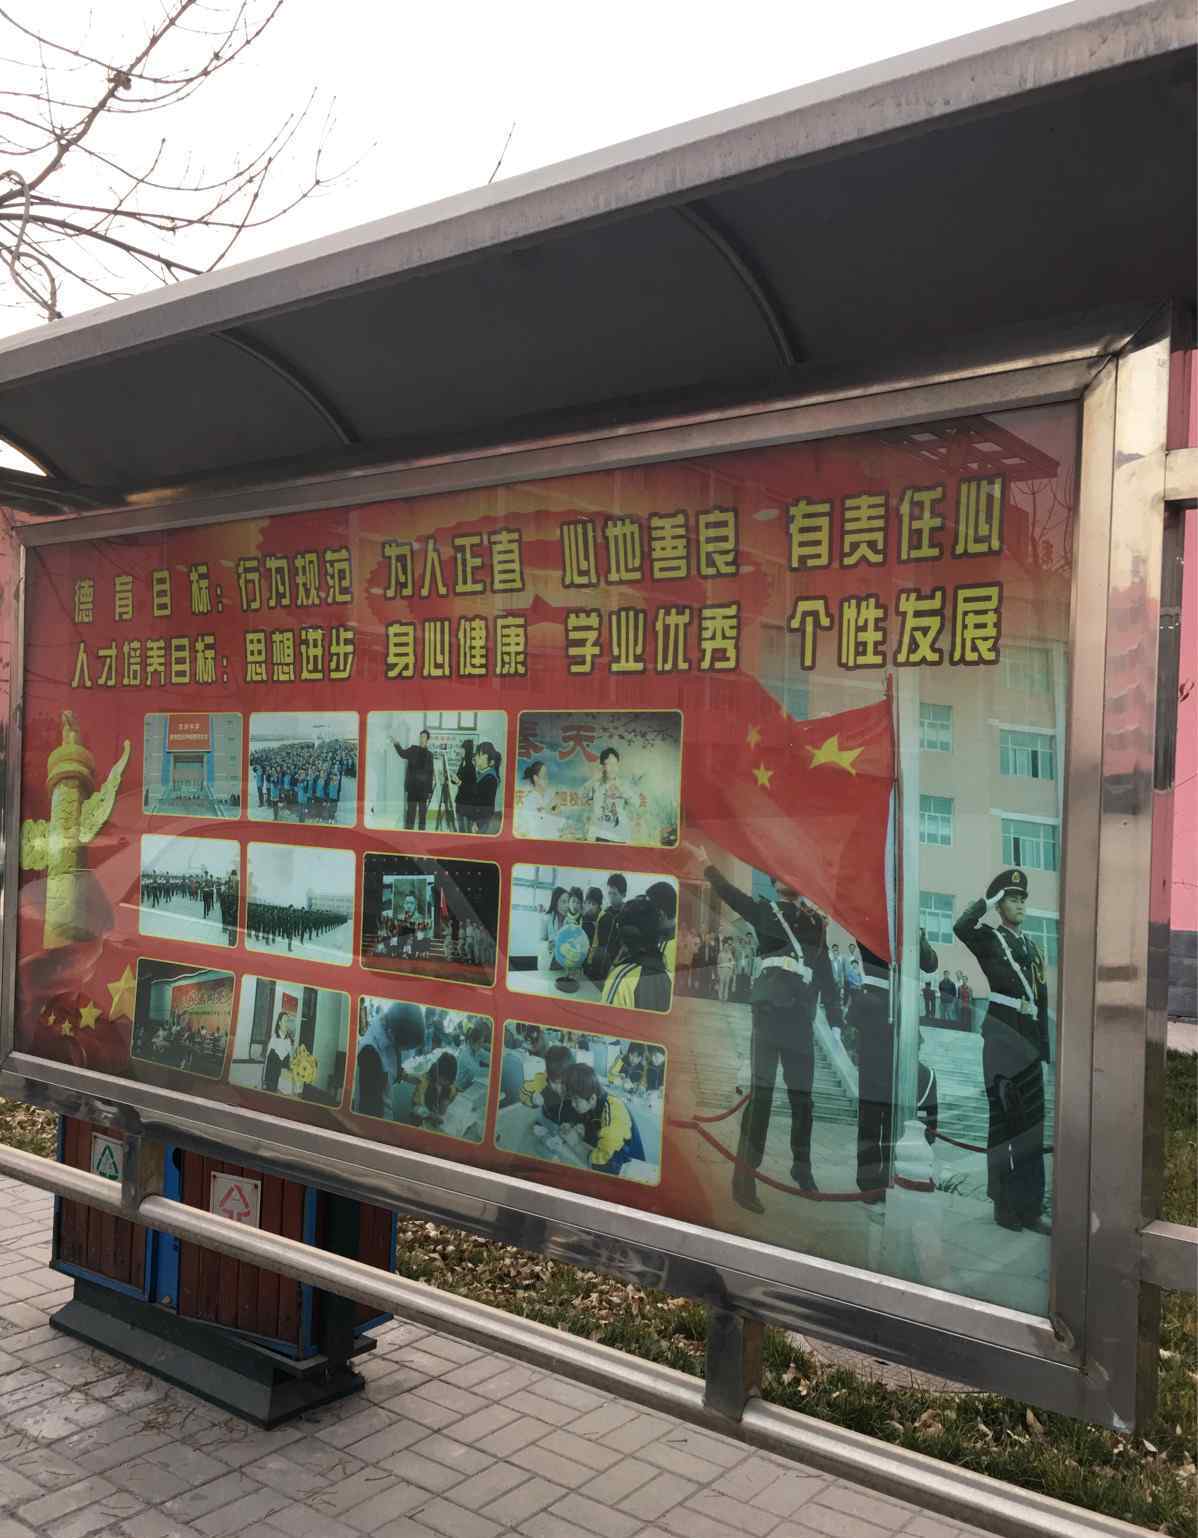 德育目标：行为规范 为人正直 心地善良 有责任心
人才培养目标：思想进步 身心健康 学业优秀 个性发展
春天